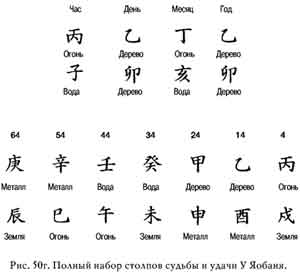 Час День Месяц Год
丙 乙 丁 乙
Огонь Дерево Огонь Дерево
子 卯 亥 卯
Вода Дерево Вода Дерево
64 54 44 34 24 14 4
庚 辛 壬 癸 甲 乙 丙
Металл Металл Вода Вода Дерево Дерево Огонь
辰 巳 午 未 申 酉 戌
Земля Огонь Огонь Земля Металл Металл Земля
Рис. 50г. Полный набор столпов судьбы и удачи У Яобаня.